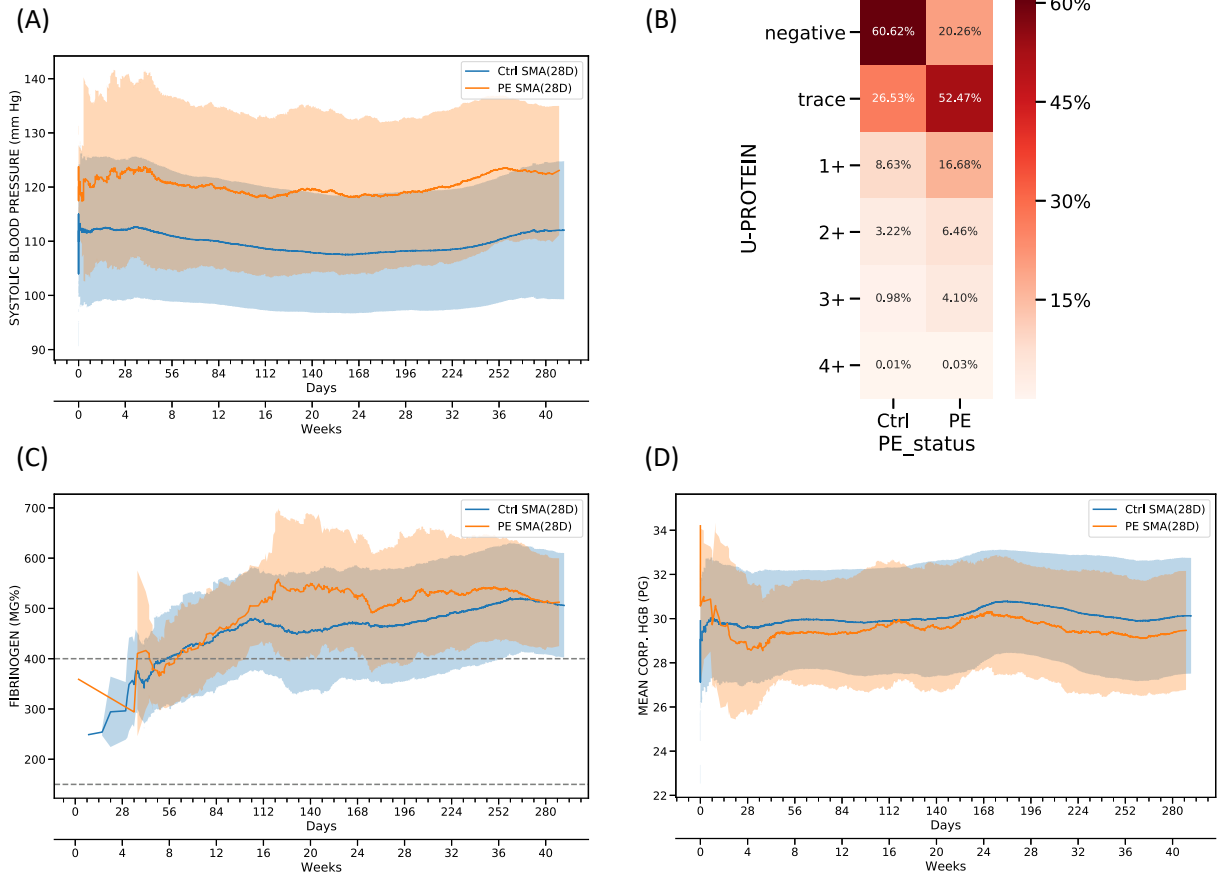 (A)
SYSTOLIC BLOOD PRESSURE (mm Hg)
140
130
120
110
100
90
Ctrl SMA(28D)
PE SMA(28D)
0 28 56 84 112 140 168 196 224 252 280
Days
0 4 8 12 16 20 24 28 32 36 40
Weeks
(B)
U-PROTEIN
negative 60.62% 20.26%
trace 26.53% 52.47%
1+ 8.63% 16.68%
2+ 3.22% 6.46%
3+ 0.98% 4.10%
4+ 0.01% 0.03%
Ctrl PE
PE_status
60%
45%
30%
15%
(C)
FIBRINOGEN (MG%)
700
600
500
400
300
200
Ctrl SMA(28D)
PE SMA(28D)
0 28 56 84 112 140 168 196 224 252 280
Days
0 4 8 12 16 20 24 28 32 36 40
Weeks
(D)
MEAN CORP. HGB (PG)
34
32
30
28
26
24
22
Ctrl SMA(28D)
PE SMA(28D)
0 28 56 84 112 140 168 196 224 252 280
Days
0 4 8 12 16 20 24 28 32 36 40
Weeks